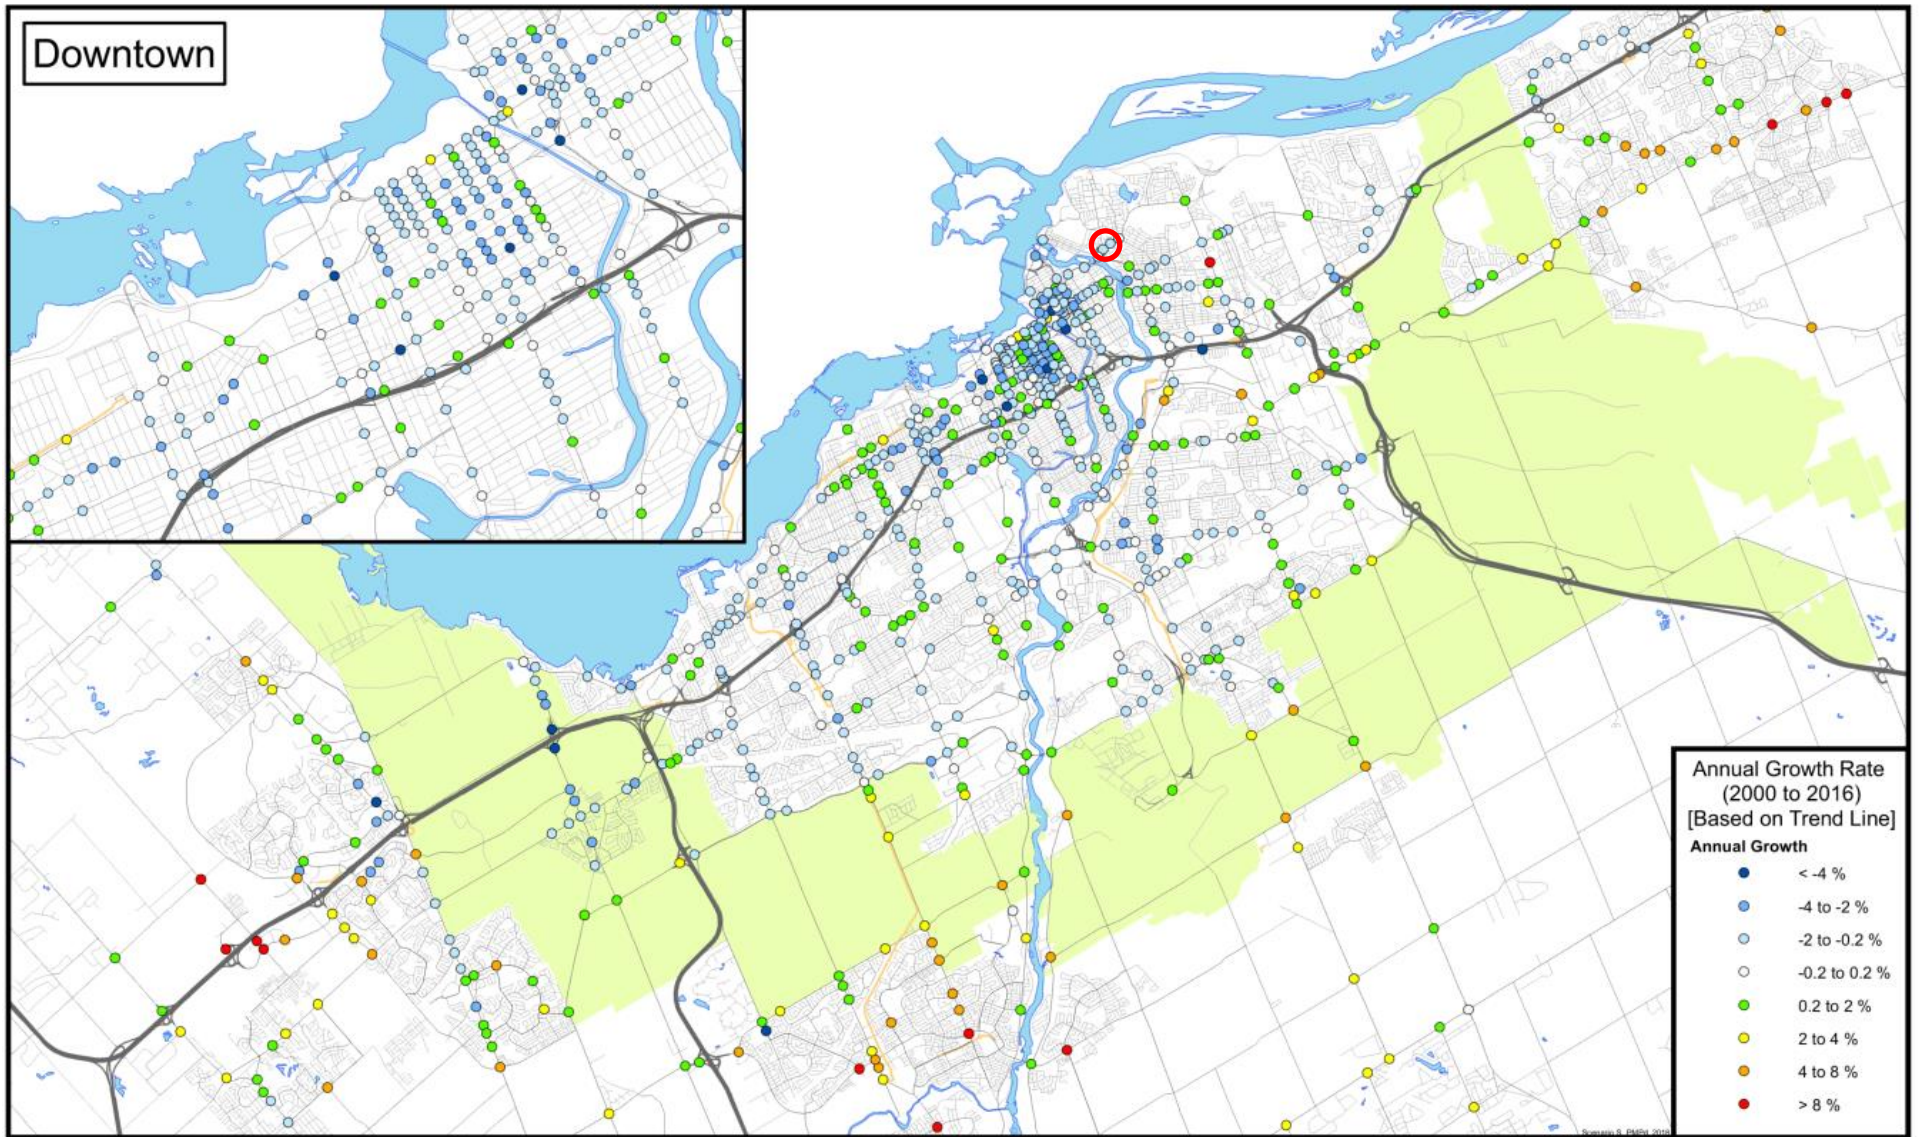 Downtown
Annual Growth Rate
(2000 to 2016)
[Based on Trend Line]
Annual Growth
< -4 %
-4 to -2 %
-2 to -0.2 %
-0.2 to 0.2 %
0.2 to 2 %
2 to 4 %
4 to 8 %
> 8 %